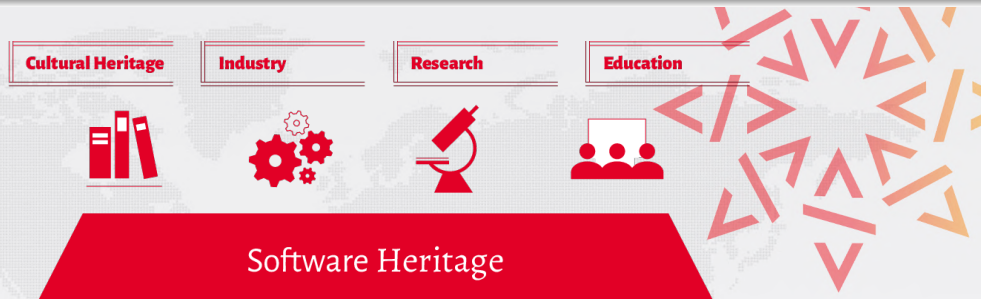 Cultural Heritage
Industry
Research
Education
Software Heritage